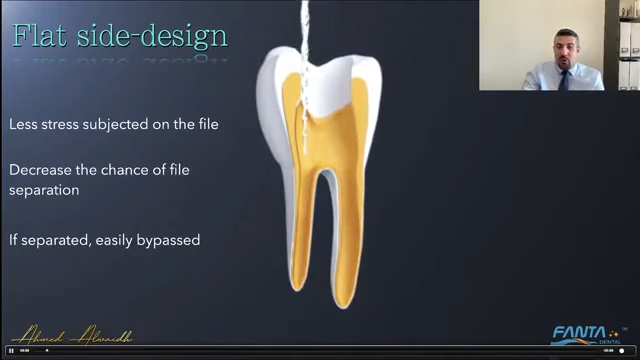 Flat side-design
Less stress subjected on the file
Decrease the chance of file
separation
If separated, easily bypassed
Ahmed Alwaidh
FANTA™
DENTAL